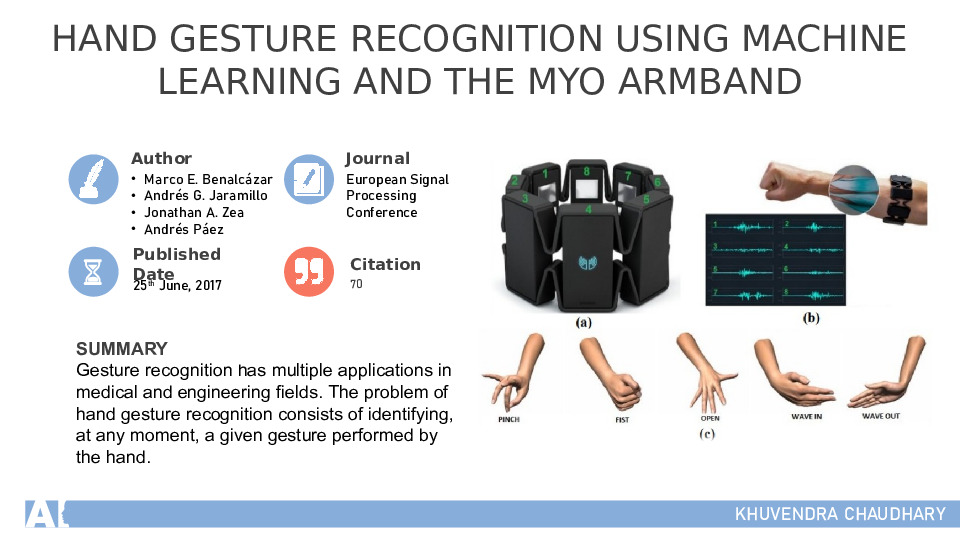 HAND GESTURE RECOGNITION USING MACHINE
LEARNING AND THE MYO ARMBAND
Author
• Marco E. Benalcázar
• Andrés G. Jaramillo
• Jonathan A. Zea
• Andrés Páez
Journal
European Signal
Processing
Conference
Published
Date
25th June, 2017
Citation
70
SUMMARY
Gesture recognition has multiple applications in
medical and engineering fields. The problem of
hand gesture recognition consists of identifying,
at any moment, a given gesture performed by
the hand.
1
2
3
4
5
6
7
8
(a)
1
2
3
4
5
6
7
8
(b)
PINCH
FIST
OPEN
WAVE IN
WAVE OUT
(c)
AI
KHUVENDRA CHAUDHARY